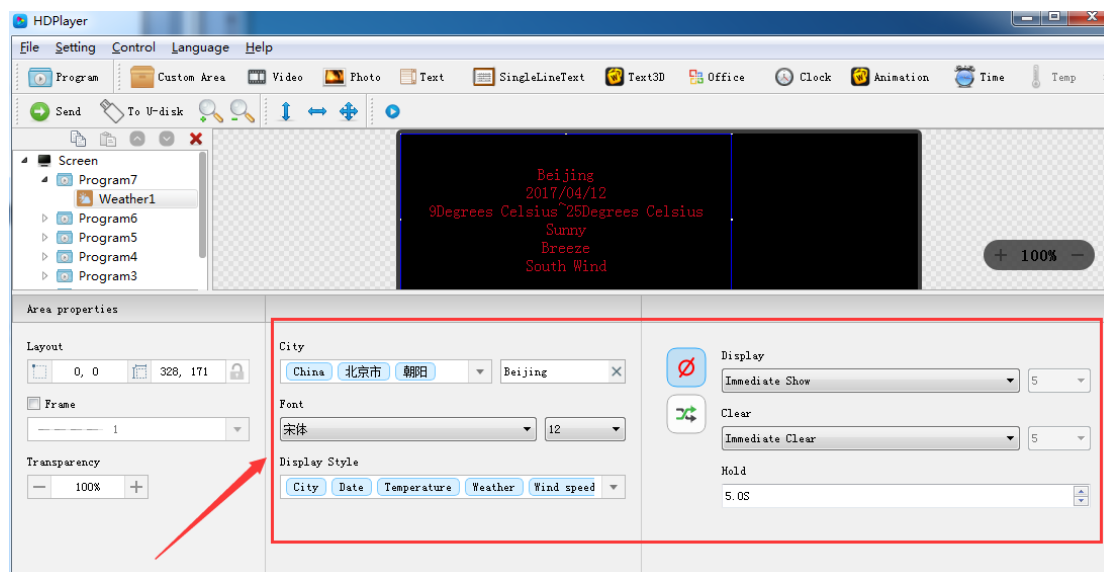 HDPlayer
File Setting Control Language Help
Program Custom Area Video Photo Text SingleLineText Text3D Office Clock Animation Time Temp
Send To U-disk
Screen
Program7
Weather1
Program6
Program5
Program4
Program3
Beijing
2017/04/12
9Degrees Celsius~25Degrees Celsius
Sunny
Breeze
South Wind
+ 100% −
Area properties
Layout
0, 0 328, 171
Frame
1
Transparency
− 100% +
City
China 北京市 朝阳 Beijing
Font
宋体 12
Display Style
City Date Temperature Weather Wind speed
Display
Immediate Show 5
Clear
Immediate Clear 5
Hold
5.0S